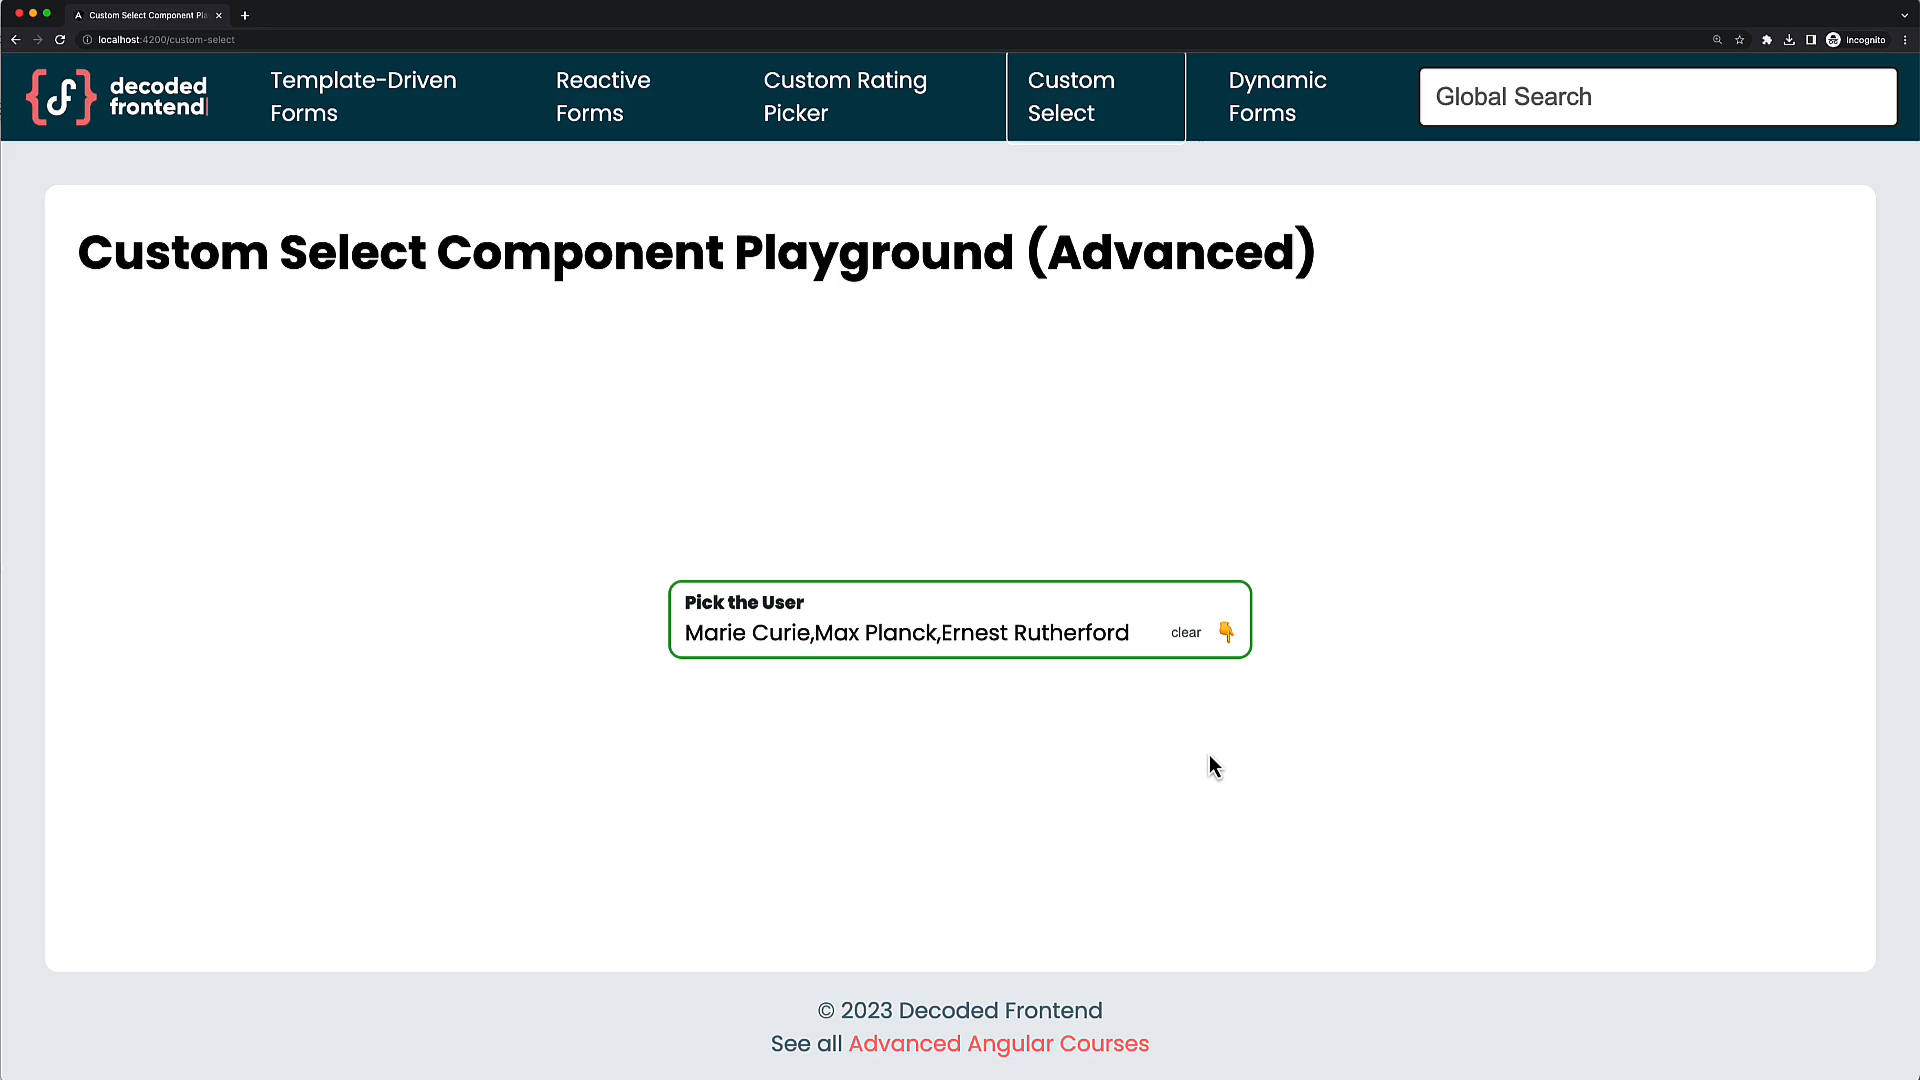 Custom Select Component Pla
localhost:4200/custom-select
Incognito
decoded
frontend
Template-Driven
Forms
Reactive
Forms
Custom Rating
Picker
Custom
Select
Dynamic
Forms
Global Search
Custom Select Component Playground (Advanced)
Pick the User
Marie Curie,Max Planck,Ernest Rutherford
clear
© 2023 Decoded Frontend
See all Advanced Angular Courses